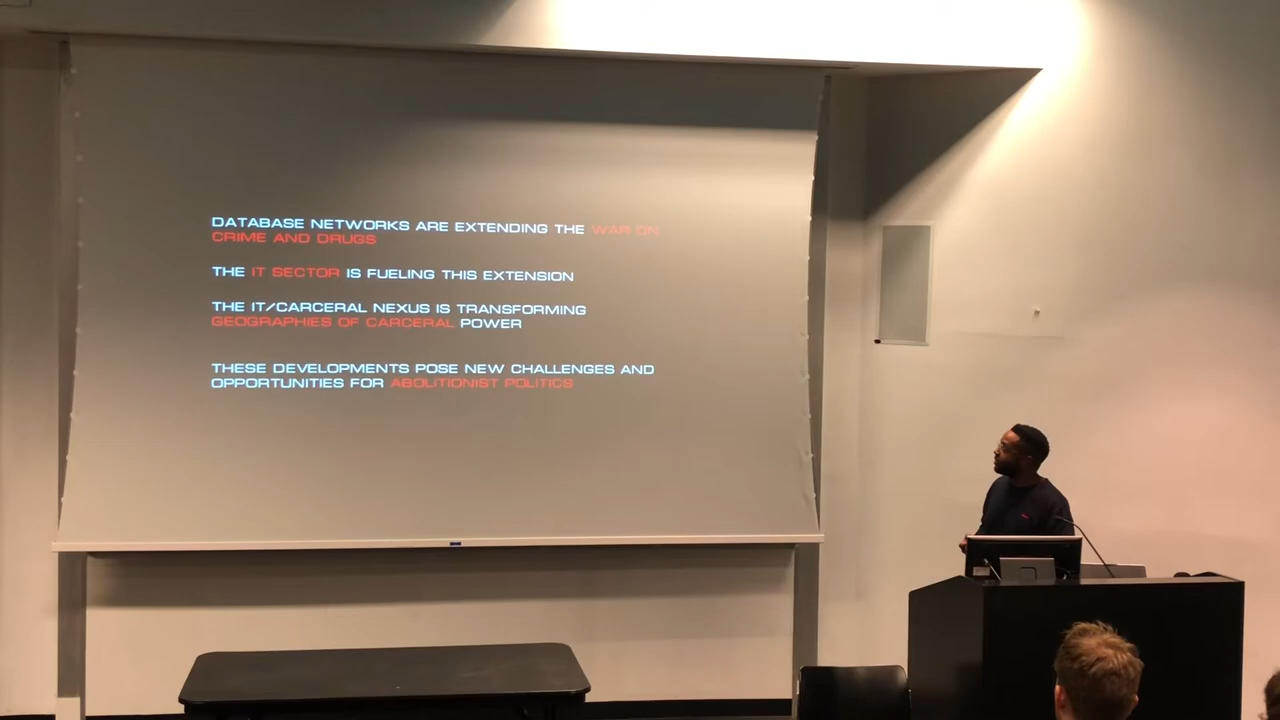 DATABASE NETWORKS ARE EXTENDING THE WAR ON
CRIME AND DRUGS
THE IT SECTOR IS FUELING THIS EXTENSION
THE IT/CARCERAL NEXUS IS TRANSFORMING
GEOGRAPHIES OF CARCERAL POWER
THESE DEVELOPMENTS POSE NEW CHALLENGES AND
OPPORTUNITIES FOR ABOLITIONIST POLITICS